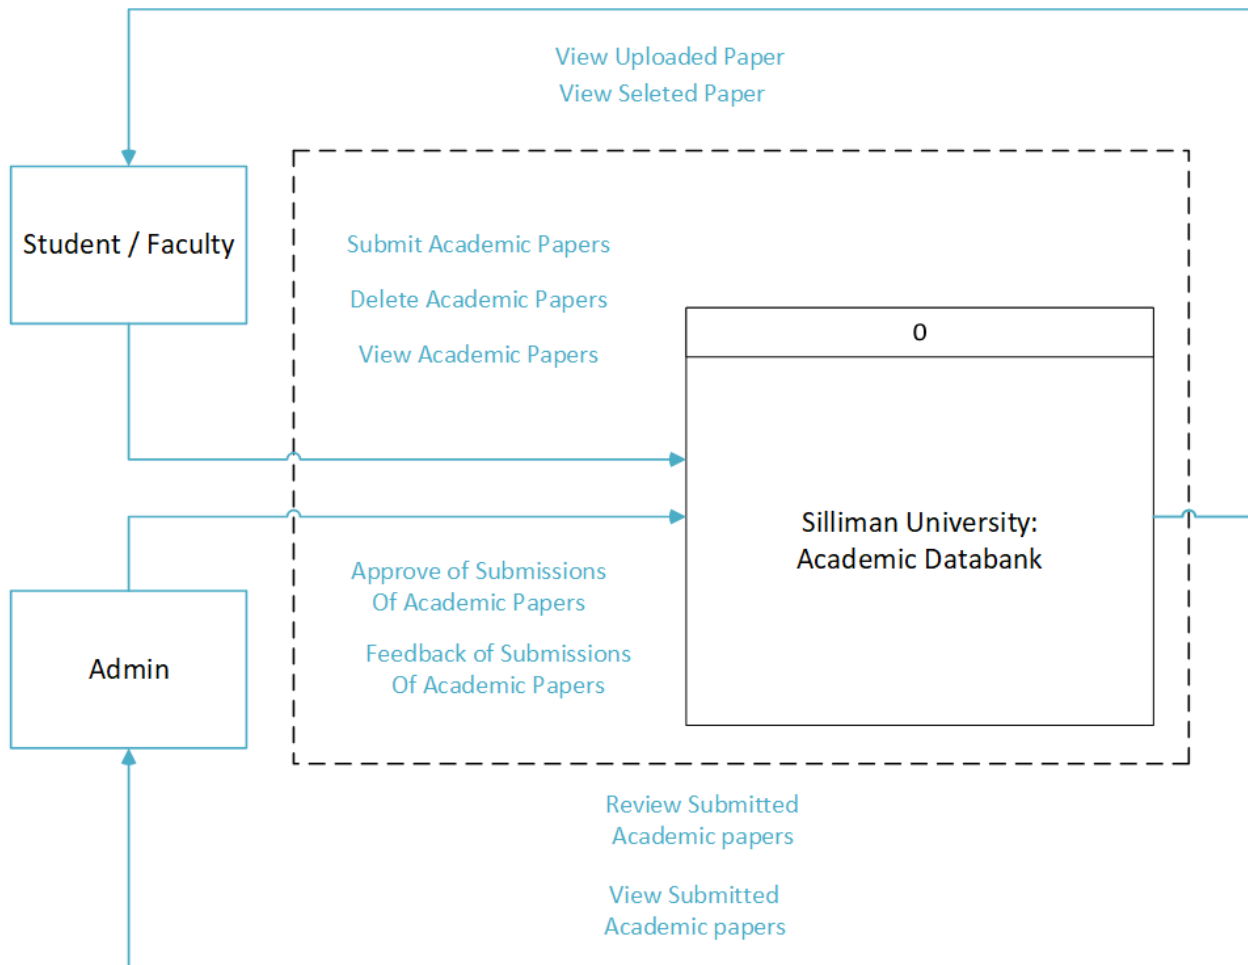 View Uploaded Paper
View Seleted Paper
Student / Faculty
Submit Academic Papers
Delete Academic Papers
View Academic Papers
0
Silliman University:
Academic Databank
Approve of Submissions
Of Academic Papers
Feedback of Submissions
Of Academic Papers
Admin
Review Submitted
Academic papers
View Submitted
Academic papers